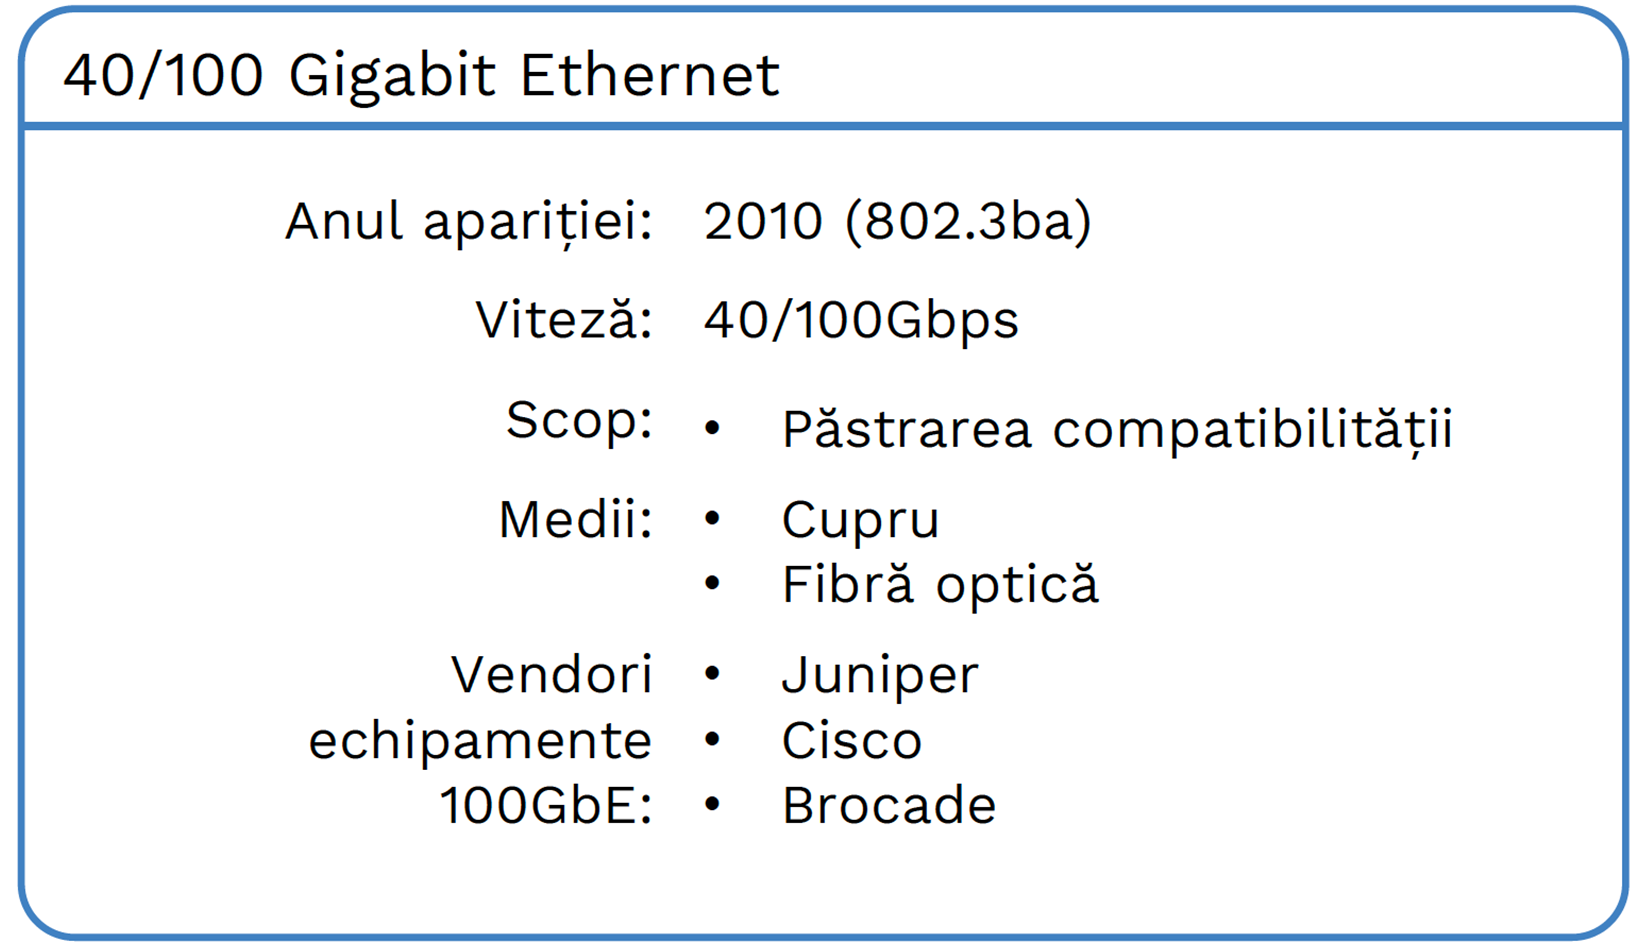 40/100 Gigabit Ethernet
Anul apariției: 2010 (802.3ba)
Viteză: 40/100Gbps
Scop: • Păstrarea compatibilității
Medii: • Cupru
• Fibră optică
Vendori • Juniper
echipamente • Cisco
100GbE: • Brocade